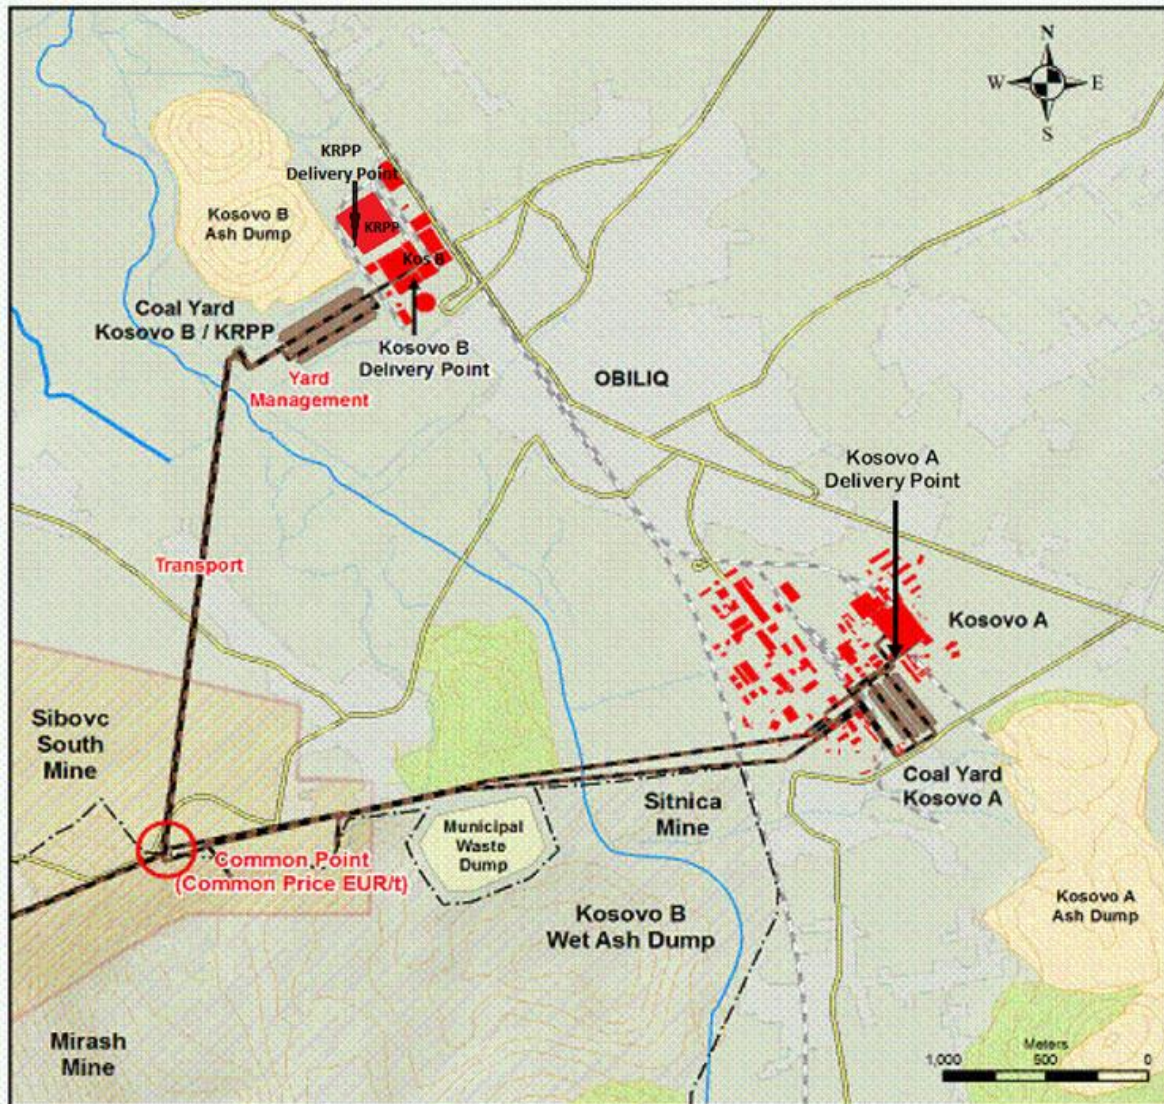 N
W
E
S
KRPP
Delivery Point
KRPP
Kosovo B
Ash Dump
Kos B
Coal Yard
Kosovo B / KRPP
Kosovo B
Delivery Point
Yard
Management
OBILIQ
Kosovo A
Delivery Point
Transport
Kosovo A
Sibovc
South
Mine
Coal Yard
Kosovo A
Sitnica
Mine
Municipal
Waste
Dump
Common Point
(Common Price EUR/t)
Kosovo B
Wet Ash Dump
Kosovo A
Ash Dump
Mirash
Mine
Meters
1,000 500 0